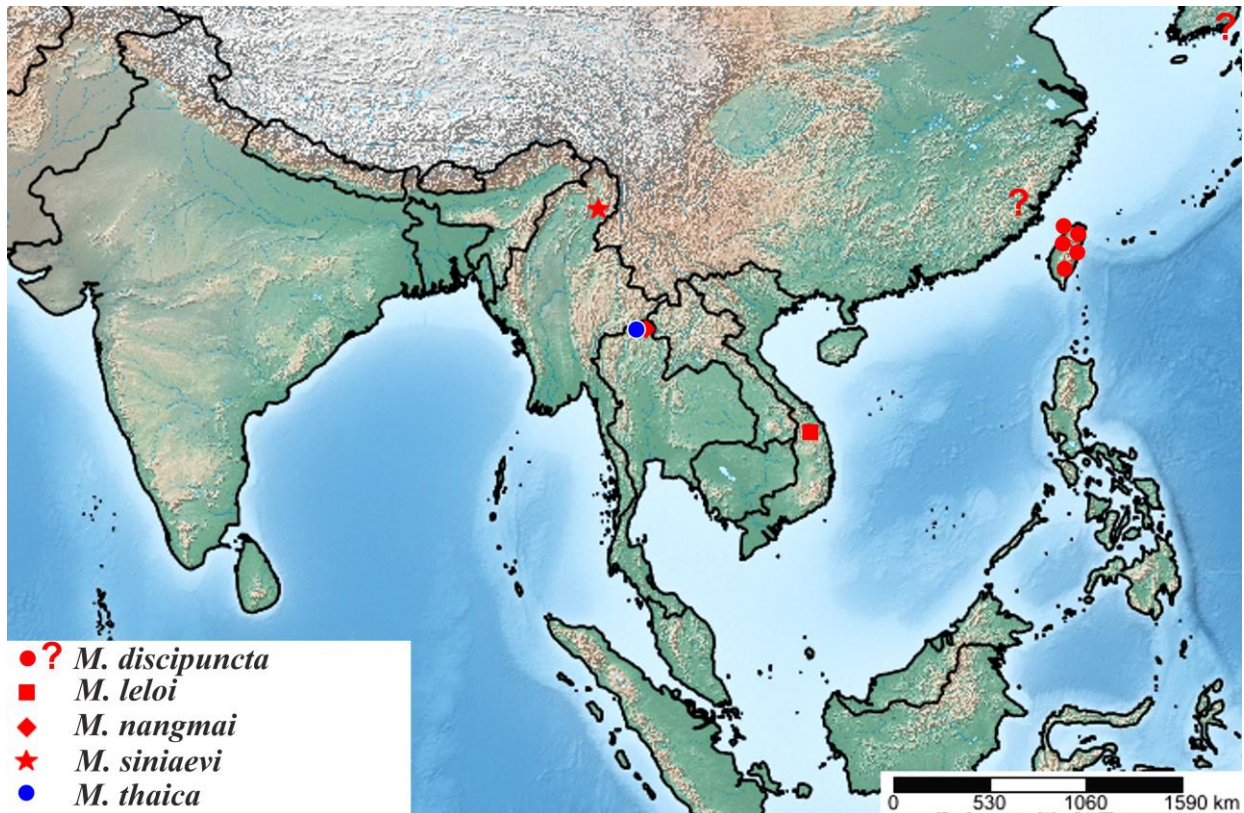 ?
?
? M. discipuncta
M. leloi
M. nangmai
M. siniaevi
M. thaica
0 530 1060 1590 km